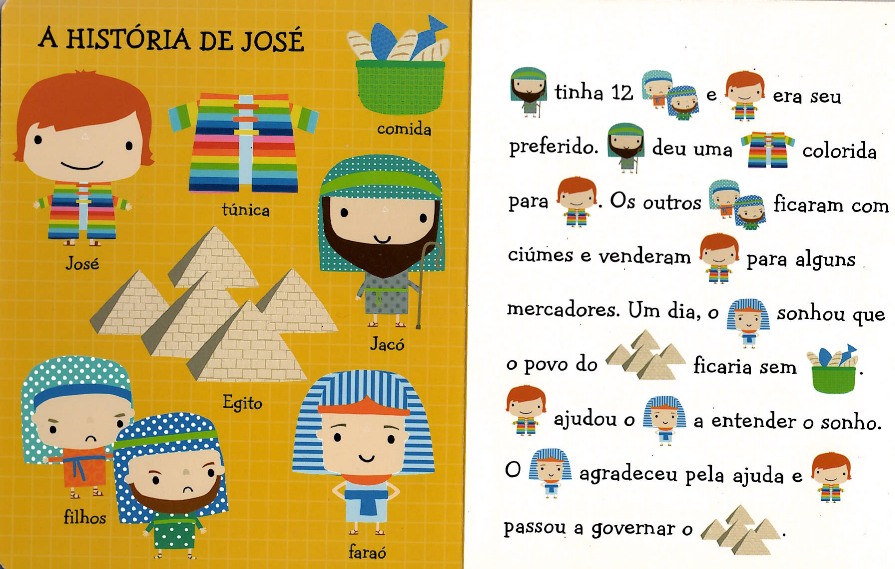 A HISTÓRIA DE JOSÉ
comida
túnica
José
Jacó
Egito
filhos
faraó
tinha 12 e era seu
preferido. deu uma colorida
para . Os outros ficaram com
ciúmes e venderam para alguns
mercadores. Um dia, o sonhou que
o povo do ficaria sem .
ajudou o a entender o sonho.
O agradeceu pela ajuda e
passou a governar o .